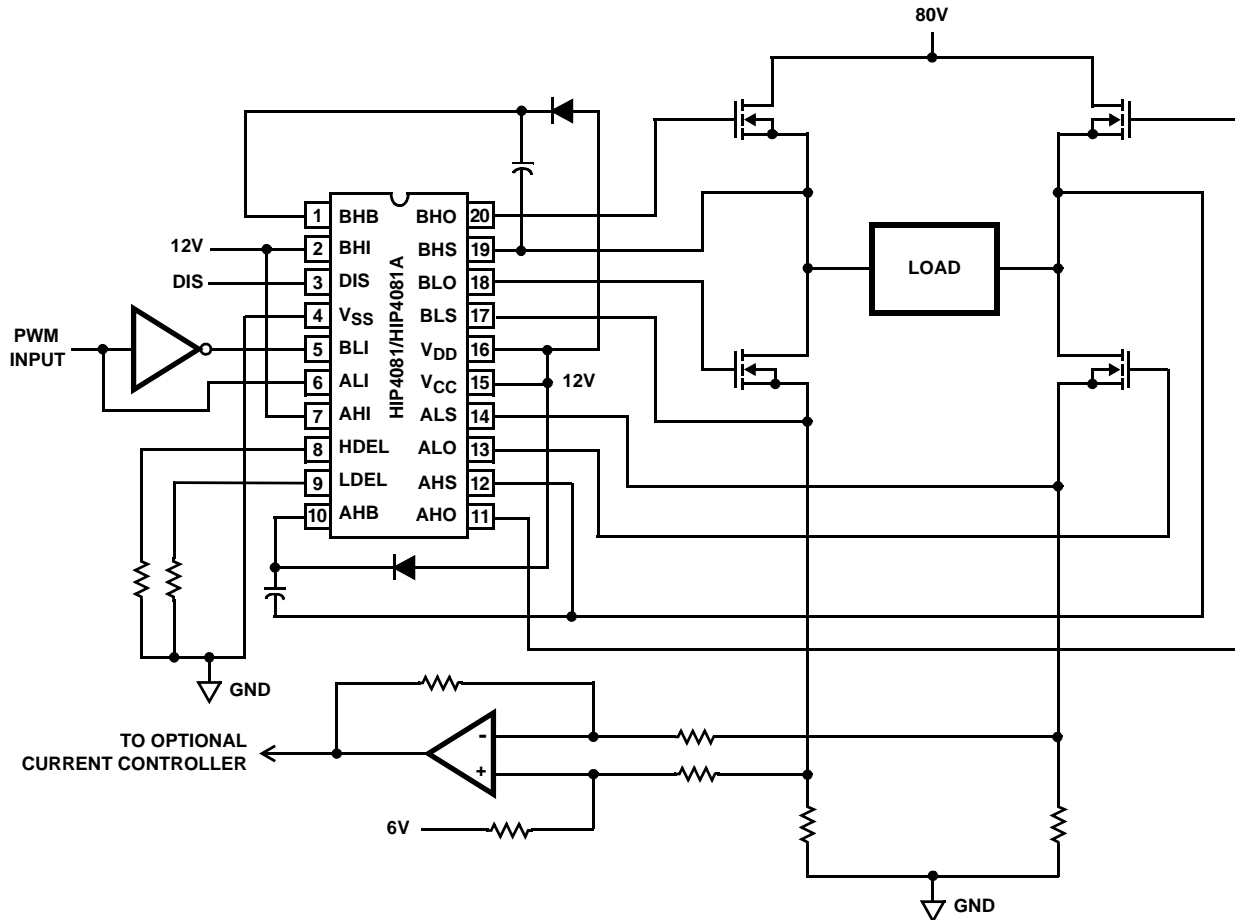 80V
1 BHB BHO 20
12V 2 BHI BHS 19
DIS 3 DIS BLO 18
4 VSS BLS 17
LOAD
PWM
INPUT
5 BLI VDD 16
6 ALI VCC 15 12V
7 AHI ALS 14
8 HDEL ALO 13
9 LDEL AHS 12
10 AHB AHO 11
HIP4081/HIP4081A
GND
TO OPTIONAL
CURRENT CONTROLLER
-
+
6V
GND